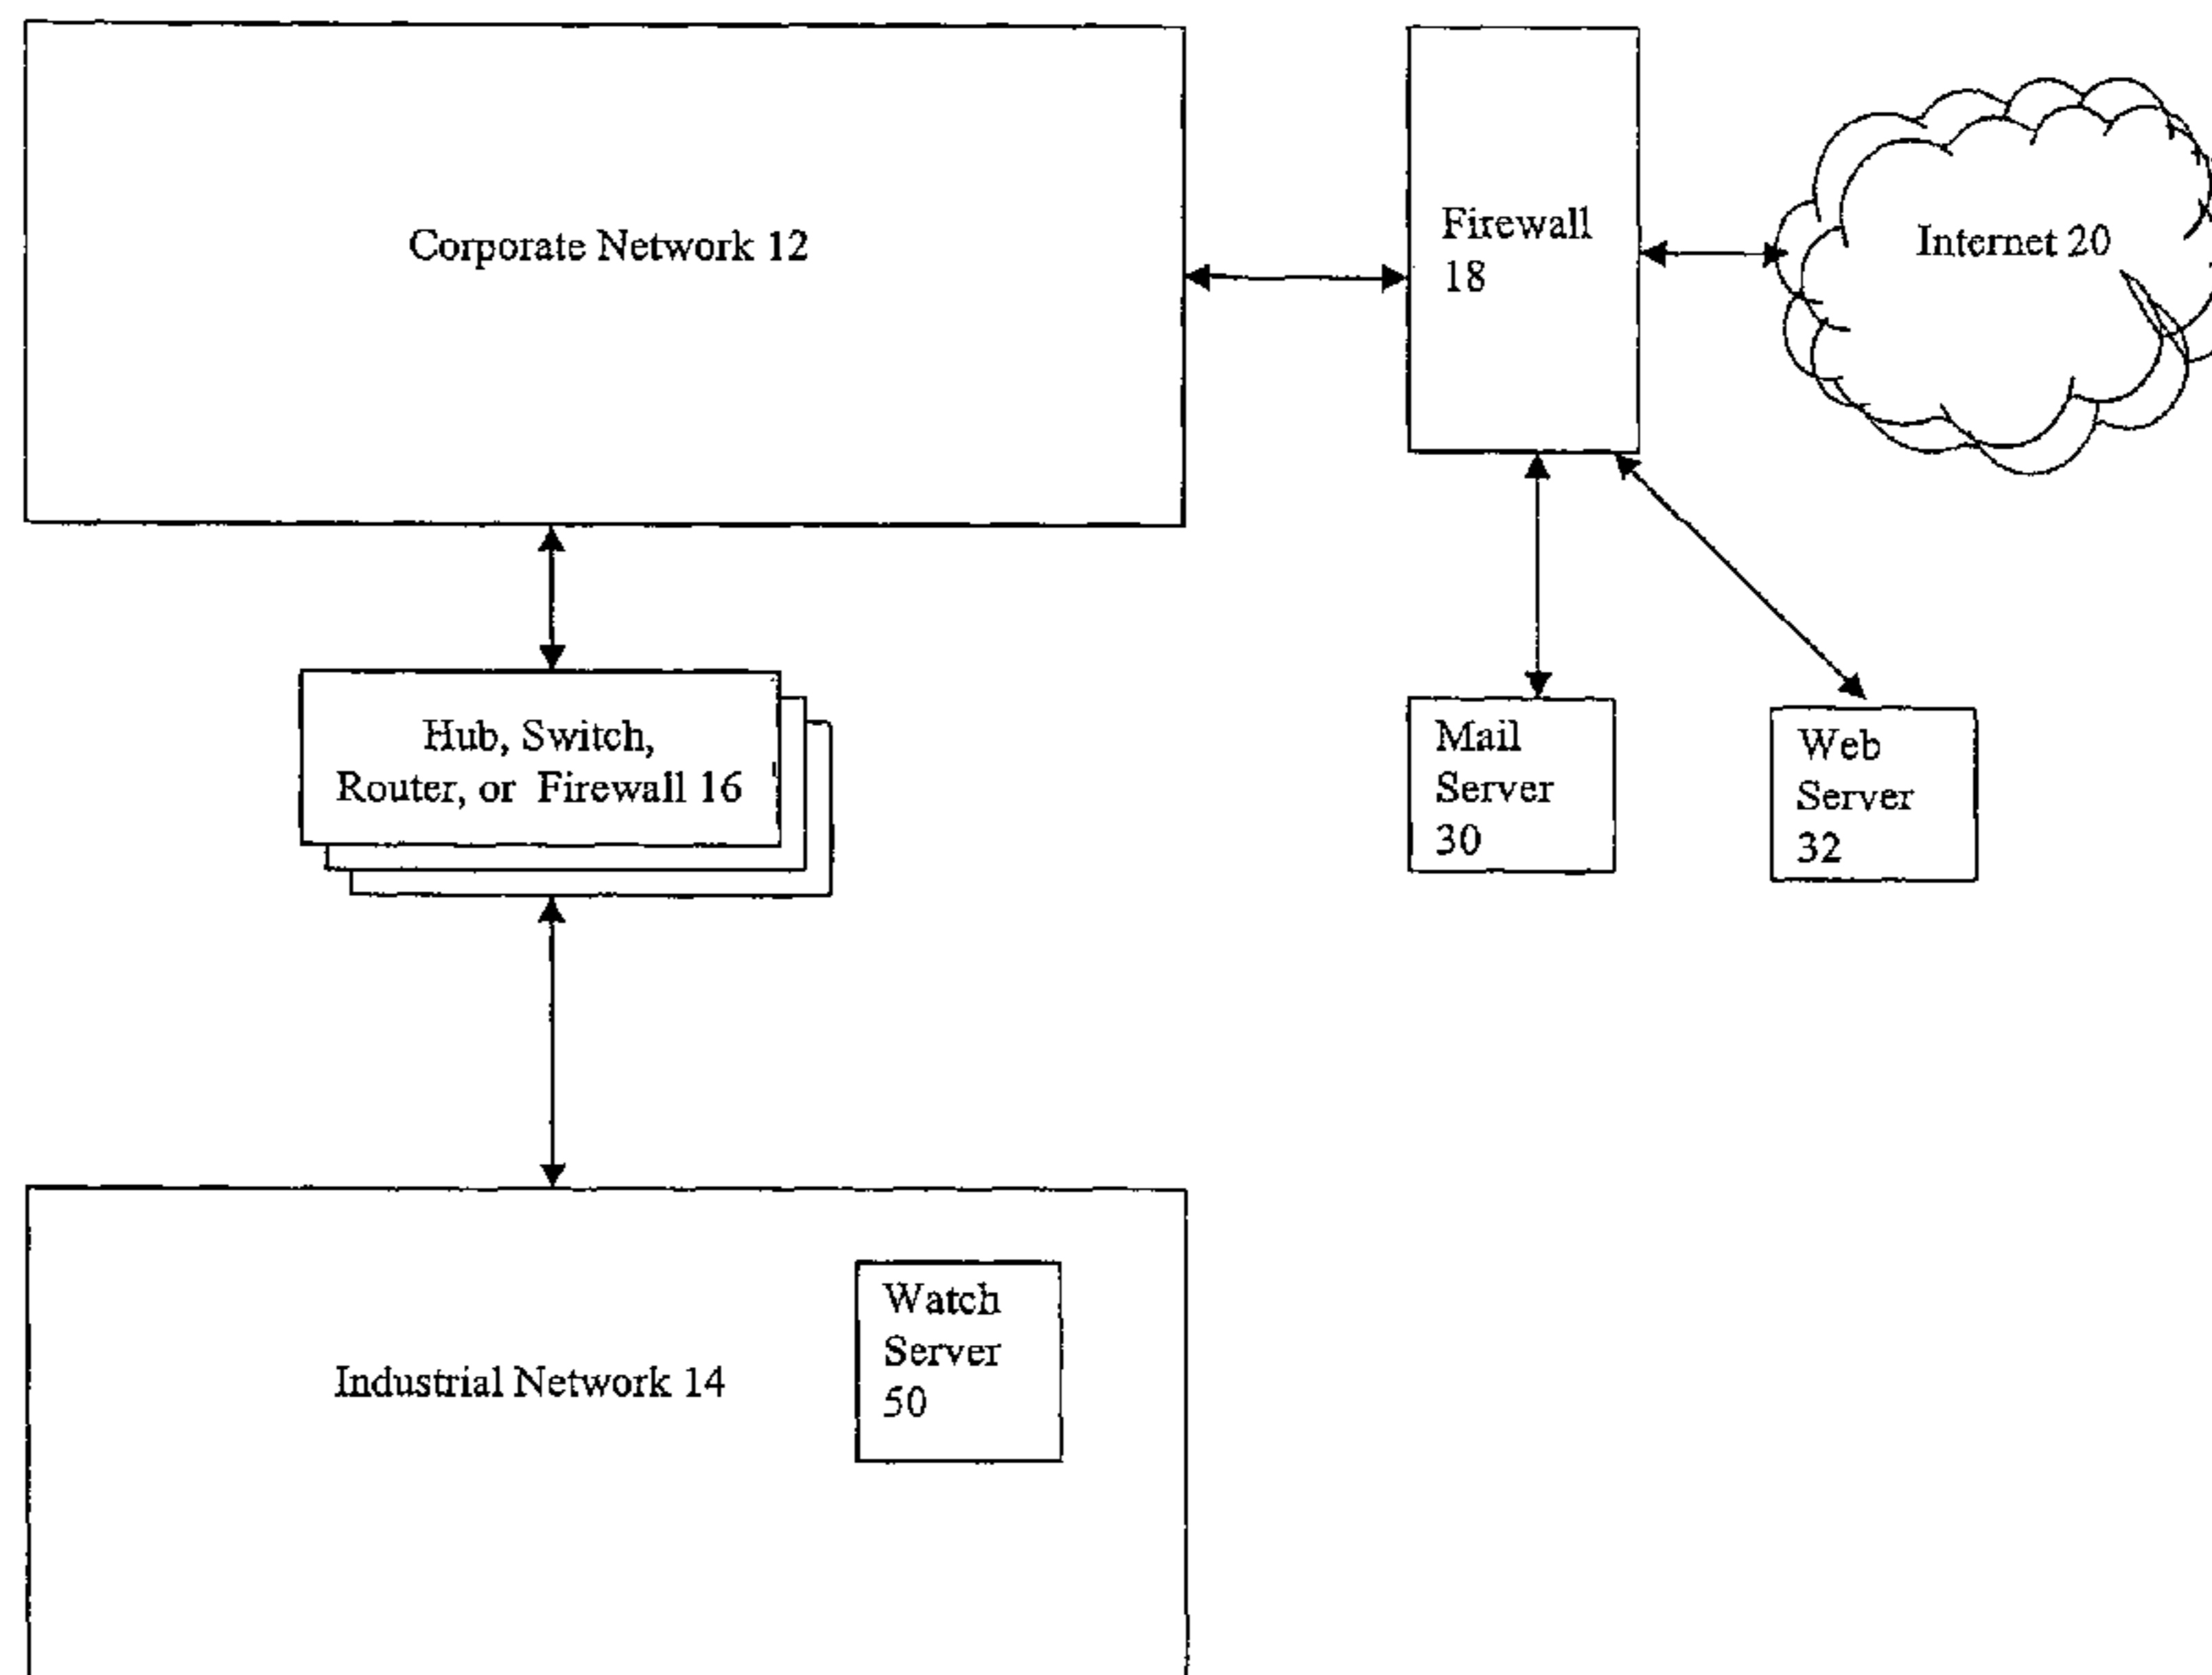 Corporate Network 12
Firewall
18
Internet 20
Hub, Switch,
Router, or Firewall 16
Mail
Server
30
Web
Server
32
Industrial Network 14
Watch
Server
50